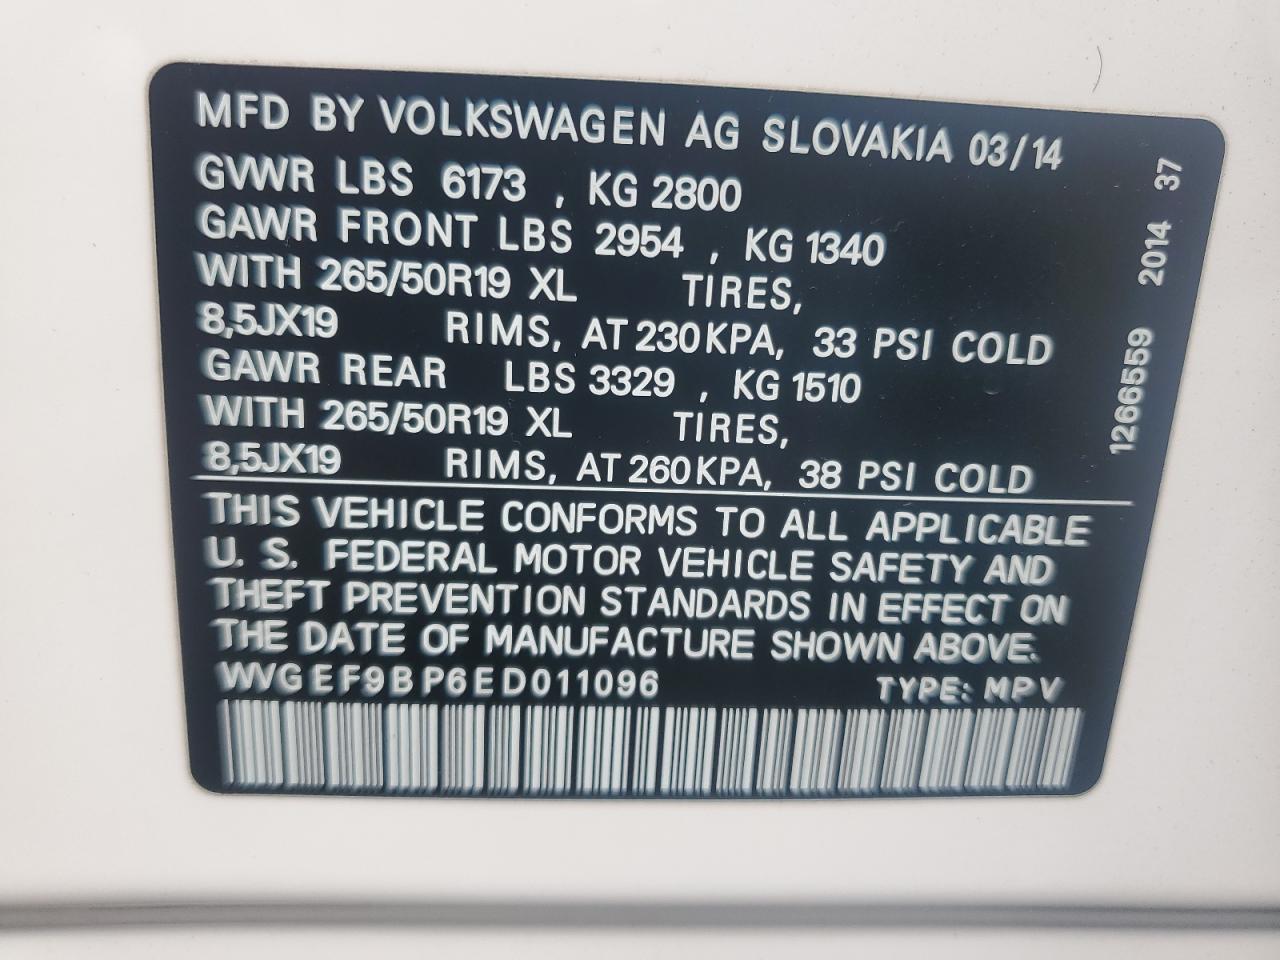 MFD BY VOLKSWAGEN AG SLOVAKIA 03/14
GVWR LBS 6173 , KG 2800
GAWR FRONT LBS 2954 , KG 1340
WITH 265/50R19 XL TIRES,
8,5JX19 RIMS, AT 230KPA, 33 PSI COLD
GAWR REAR LBS 3329 , KG 1510
WITH 265/50R19 XL TIRES,
8,5JX19 RIMS, AT 260KPA, 38 PSI COLD
THIS VEHICLE CONFORMS TO ALL APPLICABLE
U. S. FEDERAL MOTOR VEHICLE SAFETY AND
THEFT PREVENTION STANDARDS IN EFFECT ON
THE DATE OF MANUFACTURE SHOWN ABOVE.
WVGEF9BP6ED011096 TYPE: MPV
1266559 2014 37